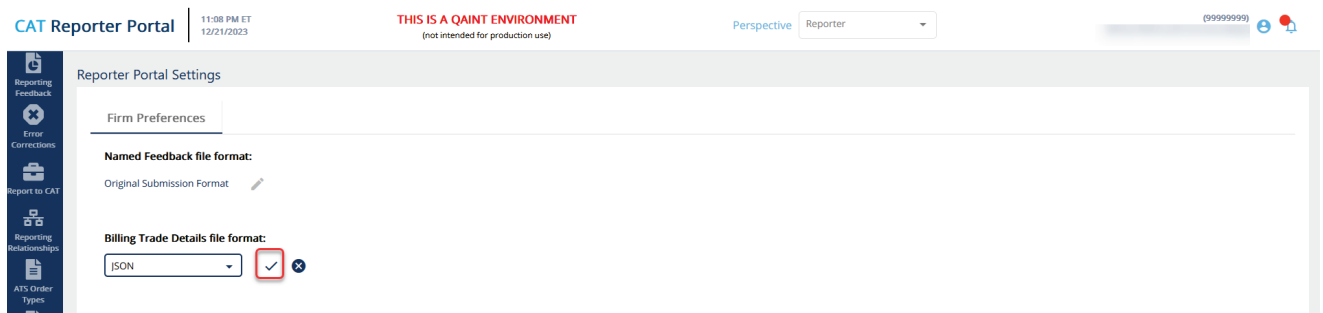 CAT Reporter Portal
11:08 PM ET
12/21/2023
THIS IS A QAINT ENVIRONMENT
(not intended for production use)
Perspective
Reporter
(99999999)
Reporting
Feedback
Error
Corrections
Report to CAT
Reporting
Relationships
ATS Order
Types
Reporter Portal Settings
Firm Preferences
Named Feedback file format:
Original Submission Format
Billing Trade Details file format:
JSON